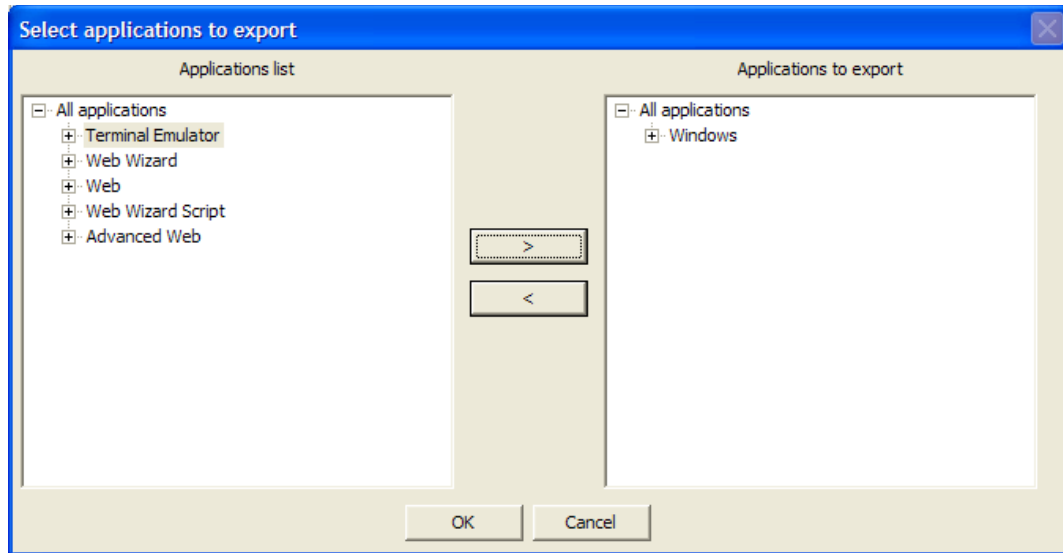 Select applications to export
Applications list
Applications to export
All applications
Terminal Emulator
Web Wizard
Web
Web Wizard Script
Advanced Web
>
<
All applications
Windows
OK
Cancel